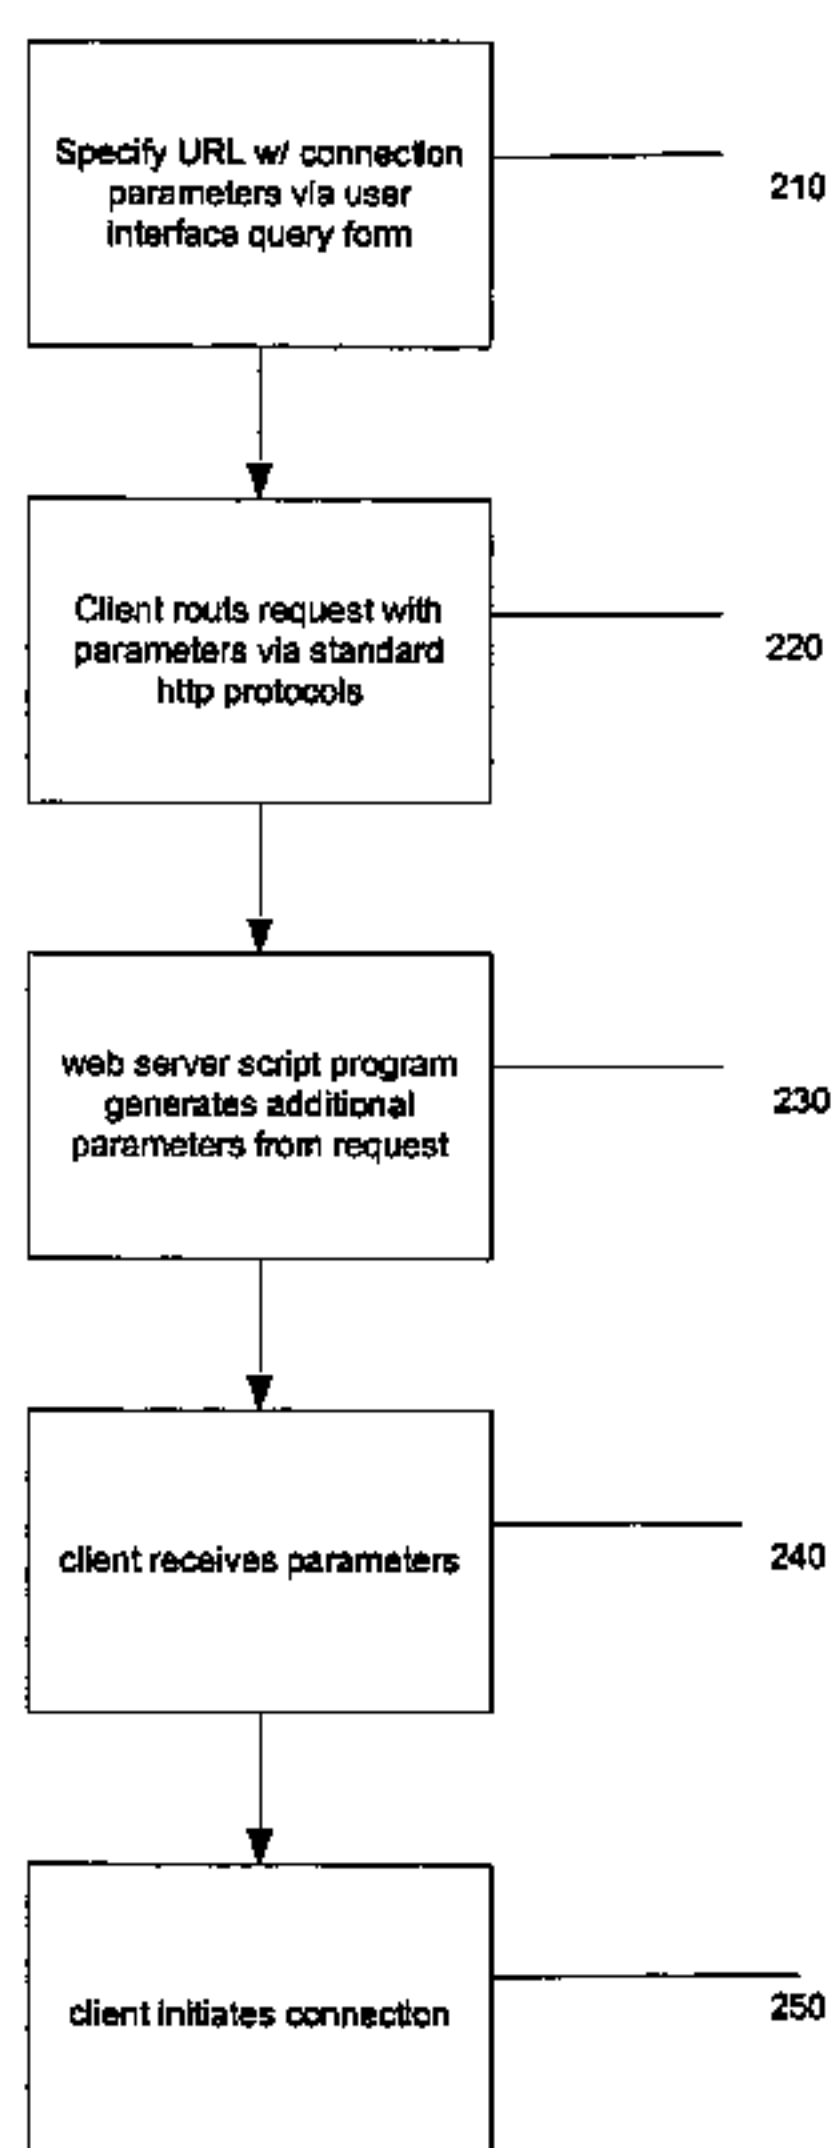 Specify URL w/ connection
parameters via user
interface query form
210
Client routs request with
parameters via standard
http protocols
220
web server script program
generates additional
parameters from request
230
client receives parameters
240
client initiates connection
250